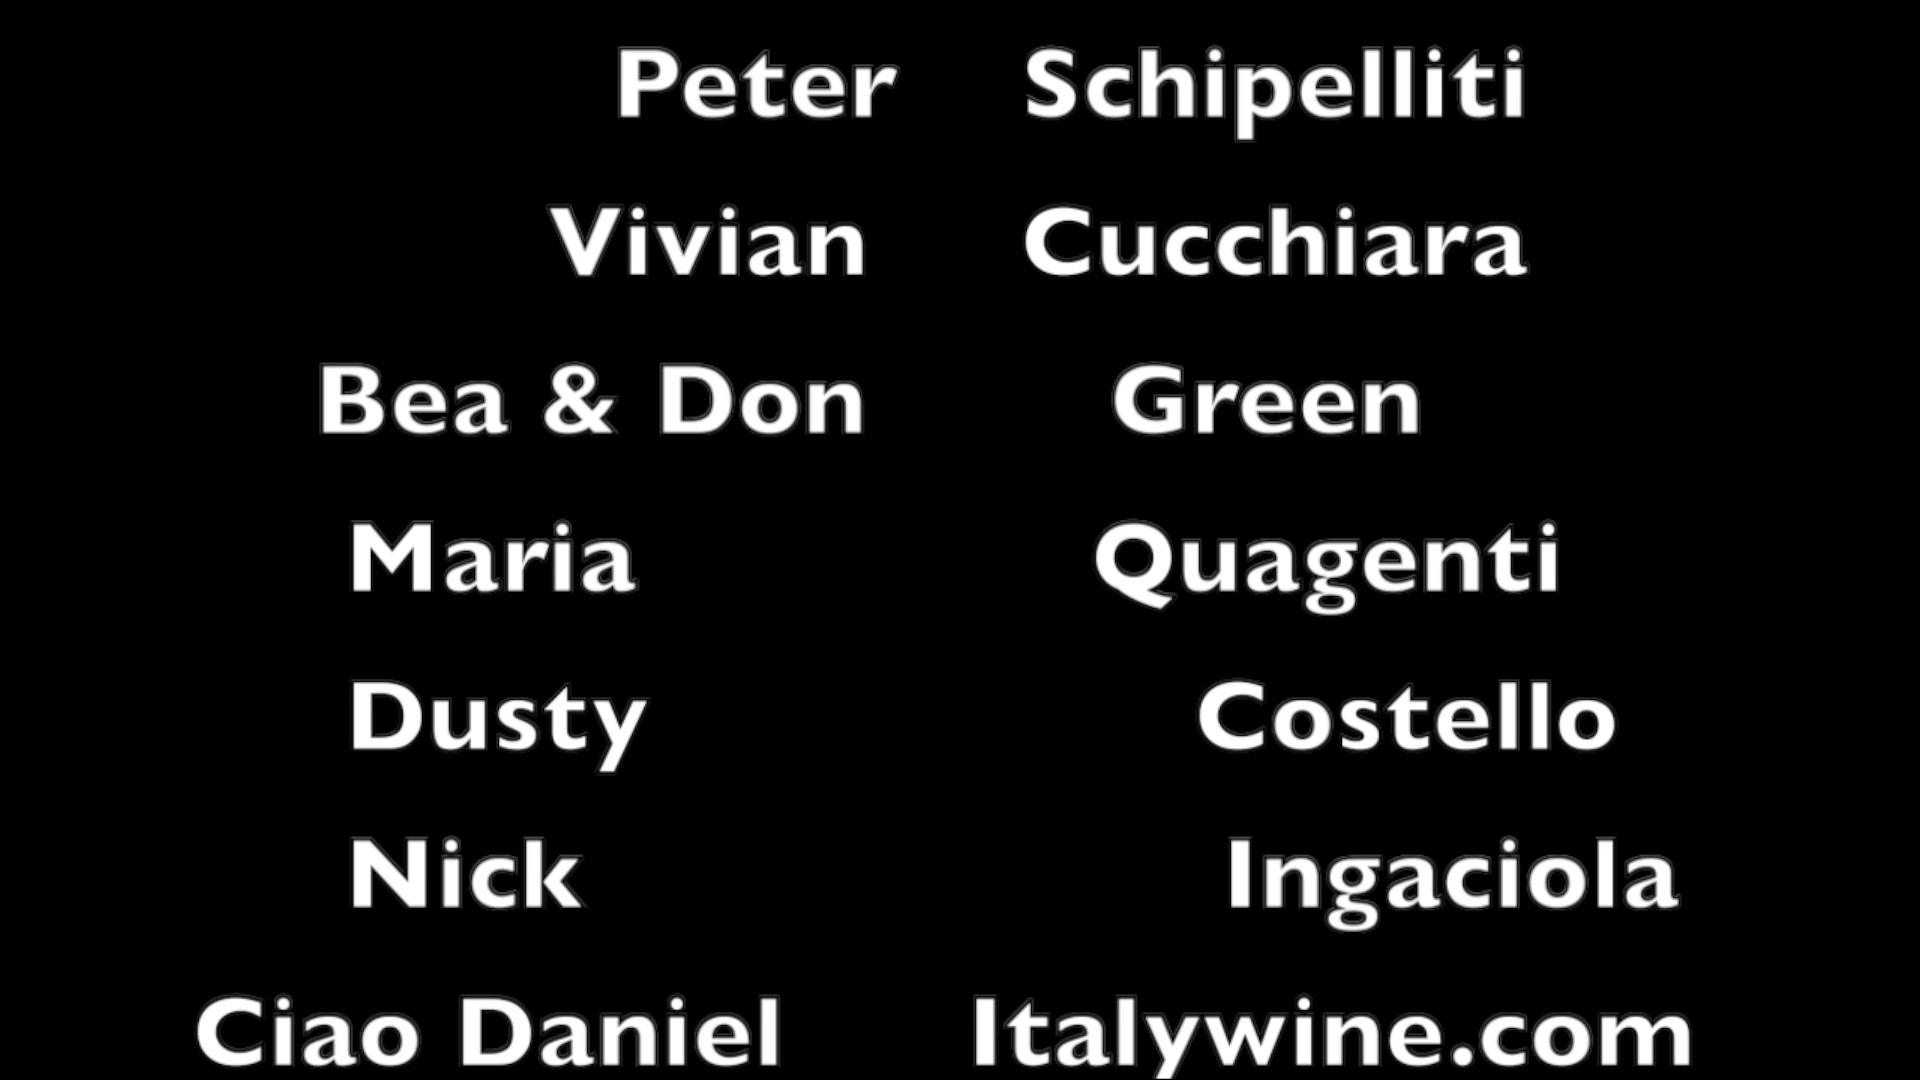 Peter Schipelliti
Vivian Cucchiara
Bea & Don Green
Maria Quagenti
Dusty Costello
Nick Ingaciola
Ciao Daniel Italywine.com